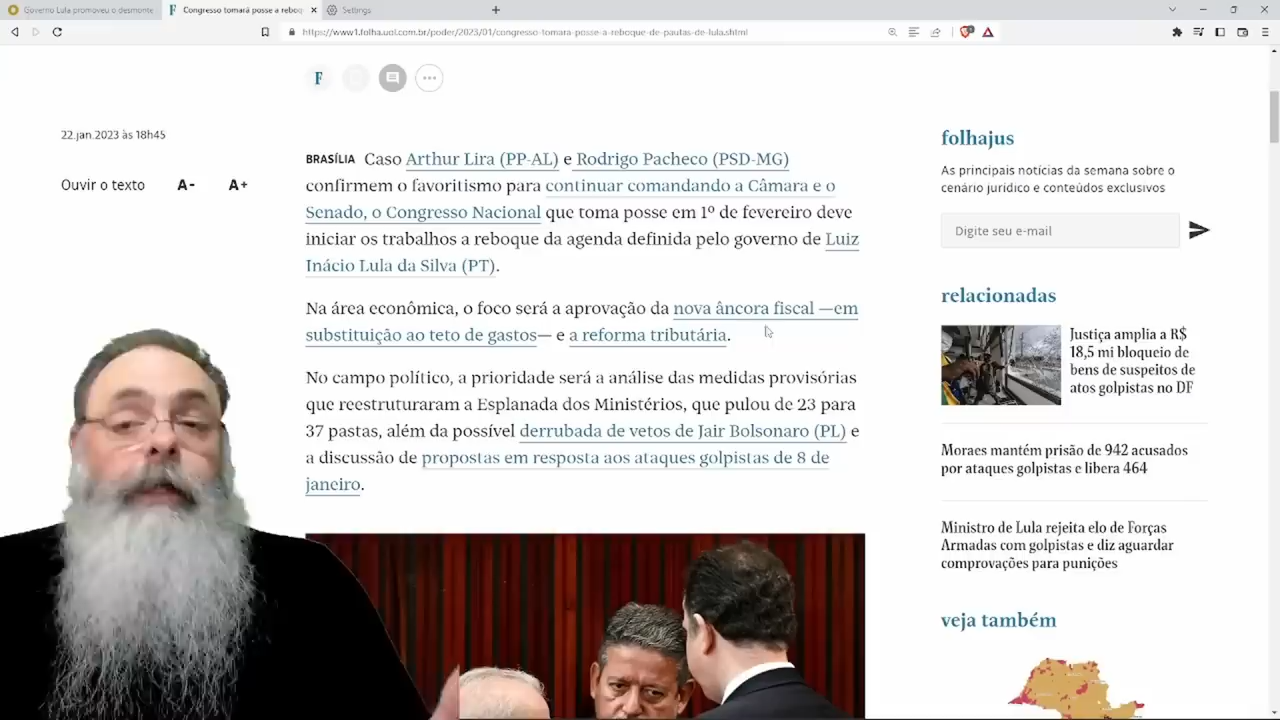 Governo Lula promoveu o desmonte
Congresso tomará posse a reboq
Settings
https://www1.folha.uol.com.br/poder/2023/01/congresso-tomara-posse-a-reboque-de-pautas-de-lula.shtml
F
22.jan.2023 às 18h45
Ouvir o texto A- A+
BRASÍLIA Caso Arthur Lira (PP-AL) e Rodrigo Pacheco (PSD-MG)
confirmem o favoritismo para continuar comandando a Câmara e o
Senado, o Congresso Nacional que toma posse em 1º de fevereiro deve
iniciar os trabalhos a reboque da agenda definida pelo governo de Luiz
Inácio Lula da Silva (PT).
Na área econômica, o foco será a aprovação da nova âncora fiscal —em
substituição ao teto de gastos— e a reforma tributária.
No campo político, a prioridade será a análise das medidas provisórias
que reestruturaram a Esplanada dos Ministérios, que pulou de 23 para
37 pastas, além da possível derrubada de vetos de Jair Bolsonaro (PL) e
a discussão de propostas em resposta aos ataques golpistas de 8 de
janeiro.
folhajus
As principais notícias da semana sobre o
cenário jurídico e conteúdos exclusivos
Digite seu e-mail
relacionadas
Justiça amplia a R$
18,5 mi bloqueio de
bens de suspeitos de
atos golpistas no DF
Moraes mantém prisão de 942 acusados
por ataques golpistas e libera 464
Ministro de Lula rejeita elo de Forças
Armadas com golpistas e diz aguardar
comprovações para punições
veja também